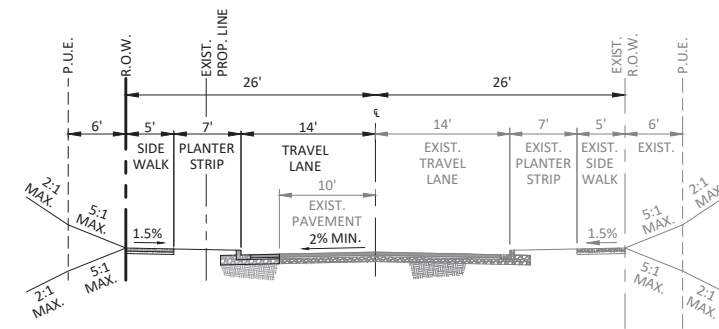 P.U.E.
R.O.W.
EXIST.
PROP. LINE
EXIST.
R.O.W.
P.U.E.
26'
26'
℄
6'
5'
7'
14'
14'
7'
5'
6'
SIDE
WALK
PLANTER
STRIP
TRAVEL
LANE
EXIST.
TRAVEL
LANE
EXIST.
PLANTER
STRIP
EXIST.
SIDE
WALK
EXIST.
10'
EXIST.
PAVEMENT
2:1
MAX.
5:1
MAX.
1.5%
2% MIN.
1.5%
5:1
MAX.
2:1
MAX.
2:1
MAX.
5:1
MAX.
5:1
MAX.
2:1
MAX.